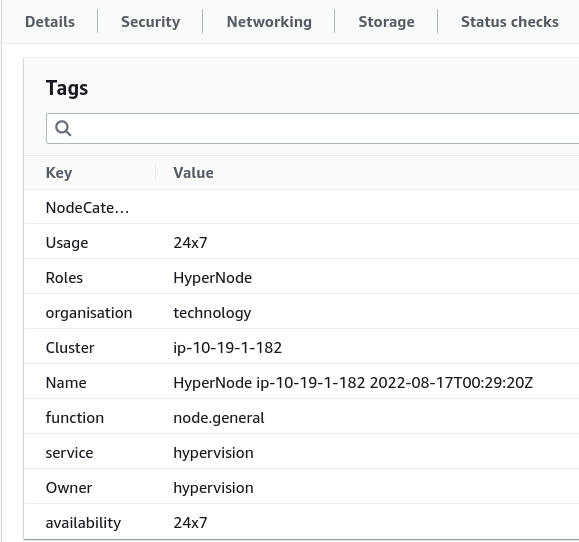 Details Security Networking Storage Status checks
Tags
Key Value
NodeCate…
Usage 24x7
Roles HyperNode
organisation technology
Cluster ip-10-19-1-182
Name HyperNode ip-10-19-1-182 2022-08-17T00:29:20Z
function node.general
service hypervision
Owner hypervision
availability 24x7